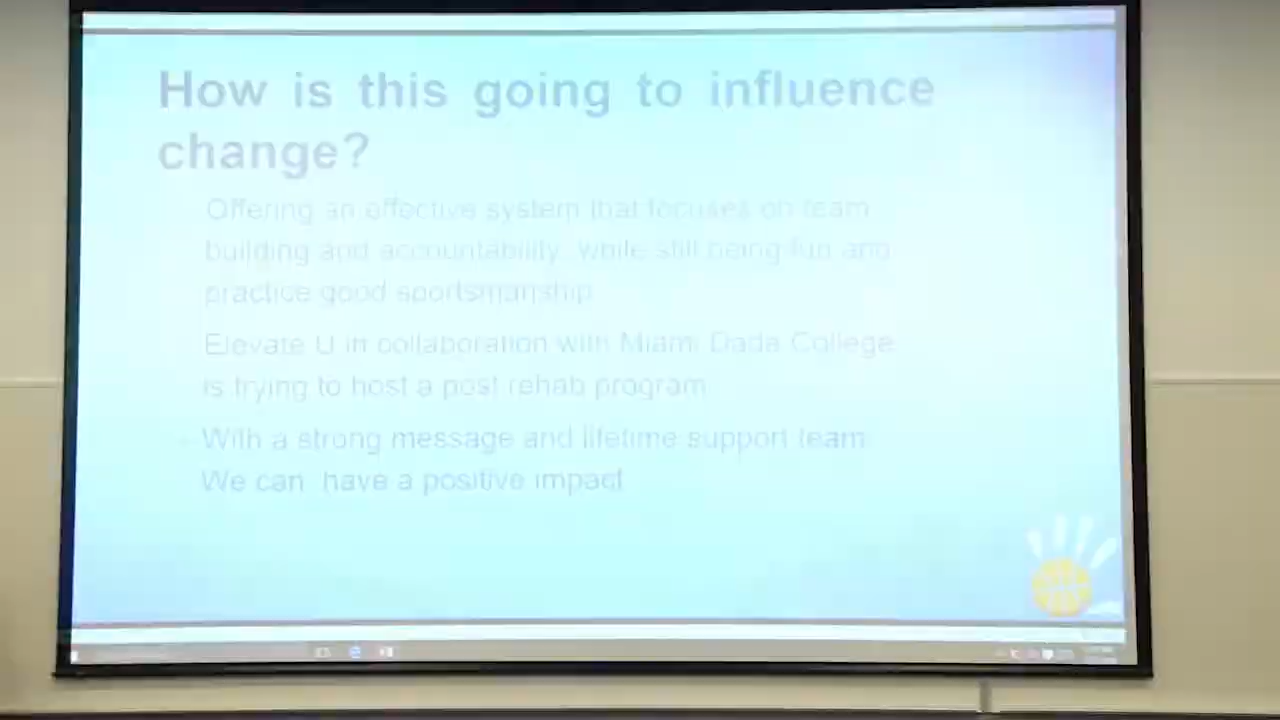 How is this going to influence
change?
Offering an effective system that focuses on team
building and accountability, while still being fun and
practice good sportsmanship
Elevate U in collaboration with Miami Dade College
is trying to host a post rehab program
With a strong message and lifetime support team
We can have a positive impact